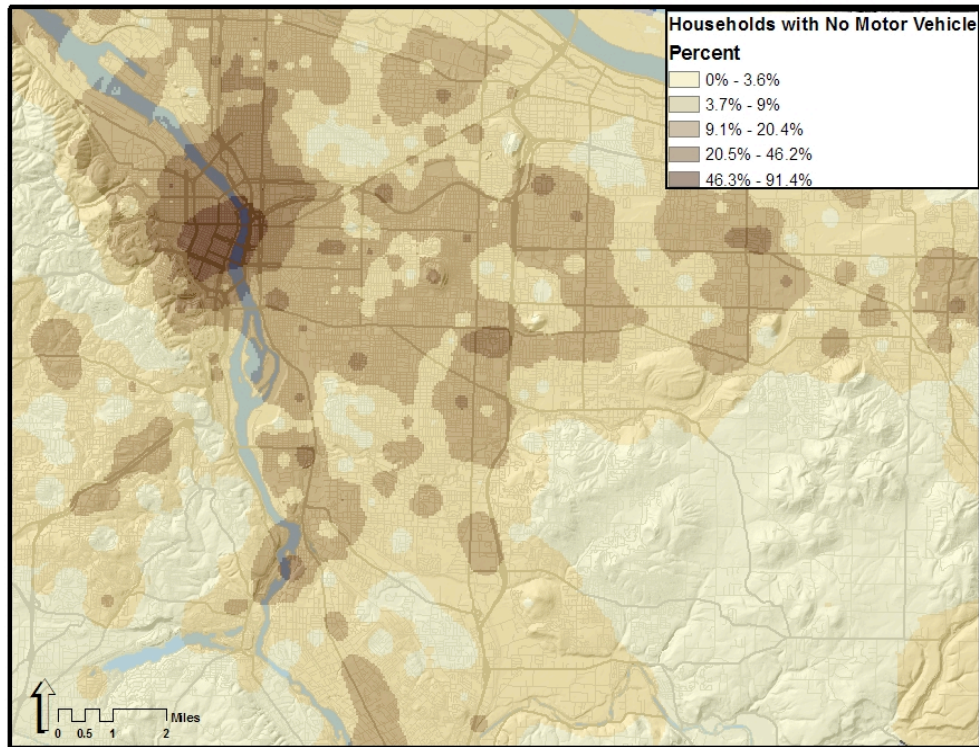 Households with No Motor Vehicle
Percent
0% - 3.6%
3.7% - 9%
9.1% - 20.4%
20.5% - 46.2%
46.3% - 91.4%
Miles
0 0.5 1 2